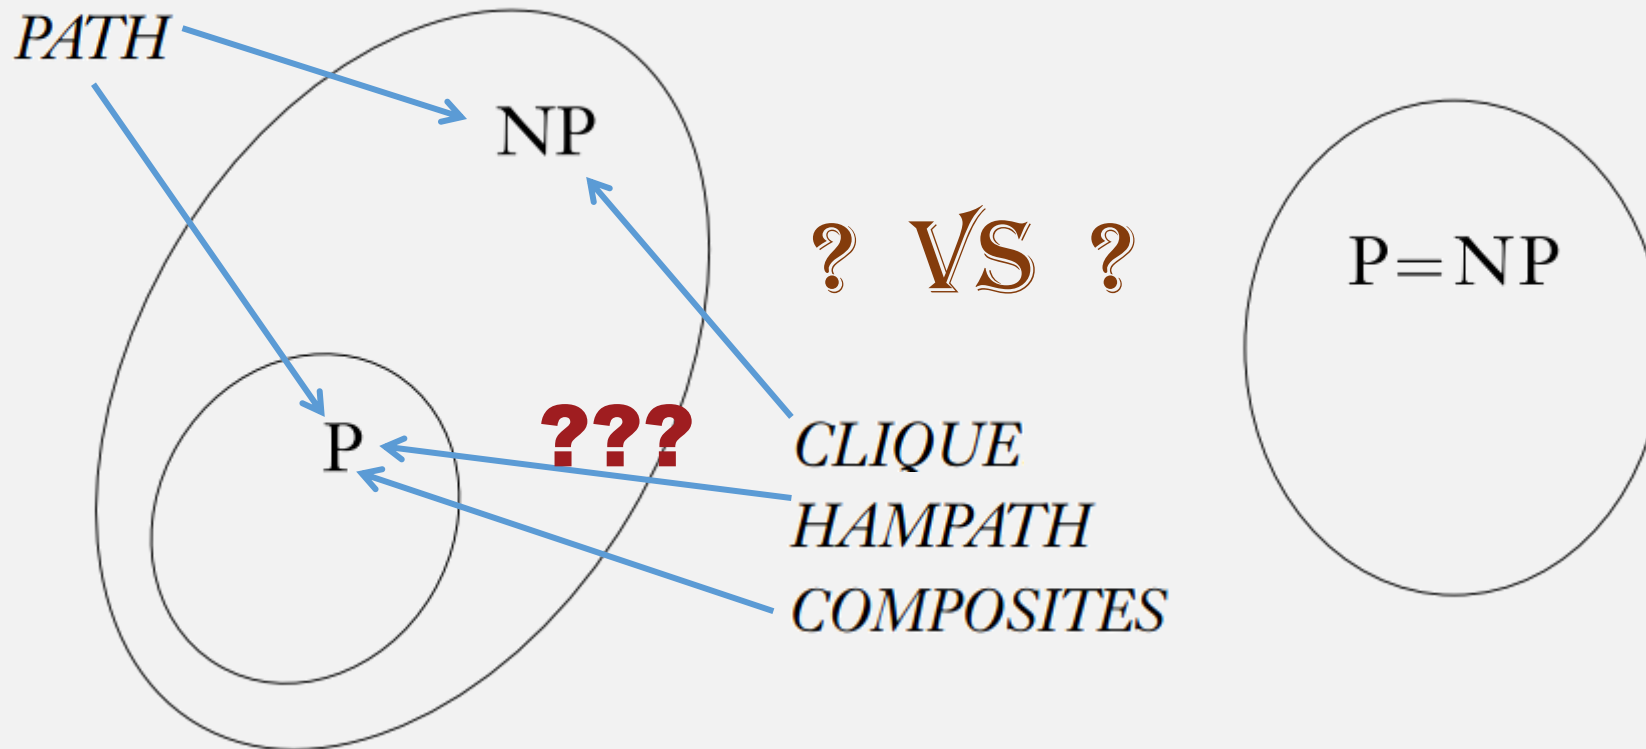 PATH
NP
? VS ?
P=NP
P
???
CLIQUE
HAMPATH
COMPOSITES